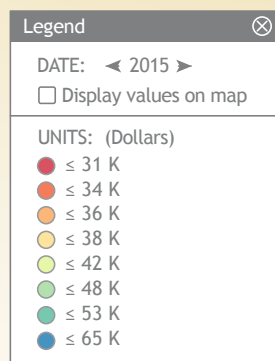 Legend
DATE: 2015
Display values on map
UNITS: (Dollars)
≤ 31 K
≤ 34 K
≤ 36 K
≤ 38 K
≤ 42 K
≤ 48 K
≤ 53 K
≤ 65 K